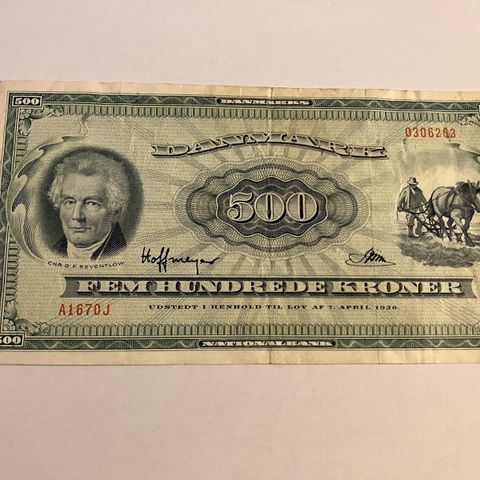 500 DANMARKS
DANMARK
0306263
500
CHR. D. F. REVENTLOW
Hoffmeyer
FEM HUNDREDE KRONER
A1670J
UDSTEDT I HENHOLD TIL LOV AF 7. APRIL 1936.
500 NATIONALBANK